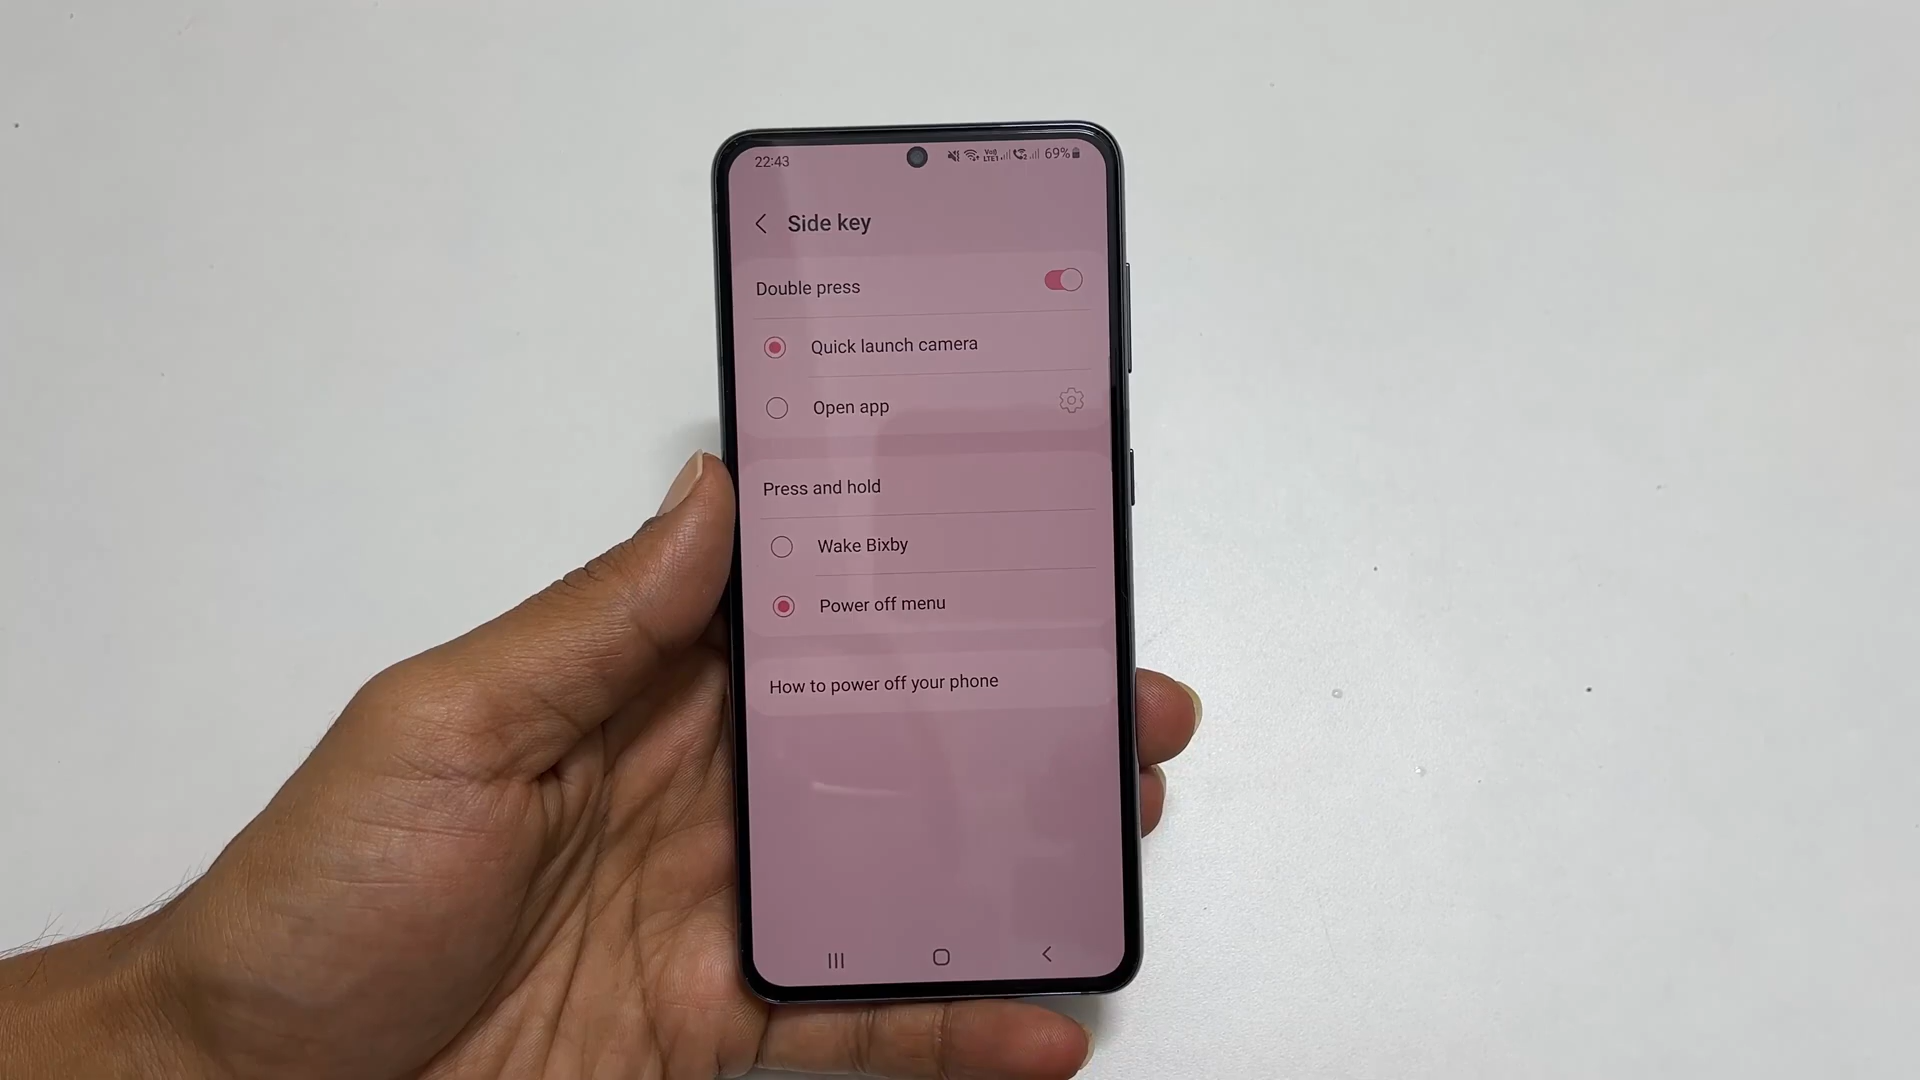 22:43 69%
Side key
Double press
Quick launch camera
Open app
Press and hold
Wake Bixby
Power off menu
How to power off your phone